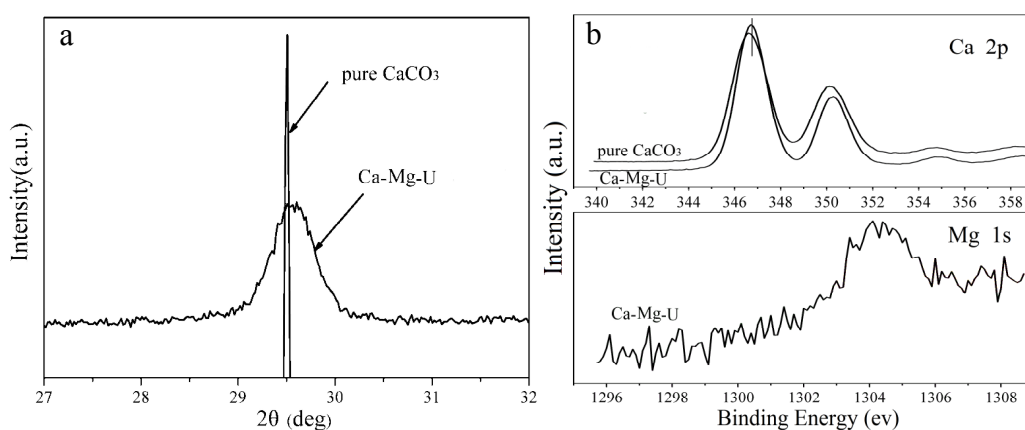 a
pure CaCO₃
Ca-Mg-U
Intensity(a.u.)
27 28 29 30 31 32
2θ (deg)
b
Ca 2p
pure CaCO₃
Ca-Mg-U
340 342 344 346 348 350 352 354 356 358
Intensity (a.u.)
Mg 1s
Ca-Mg-U
1296 1298 1300 1302 1304 1306 1308
Binding Energy (ev)